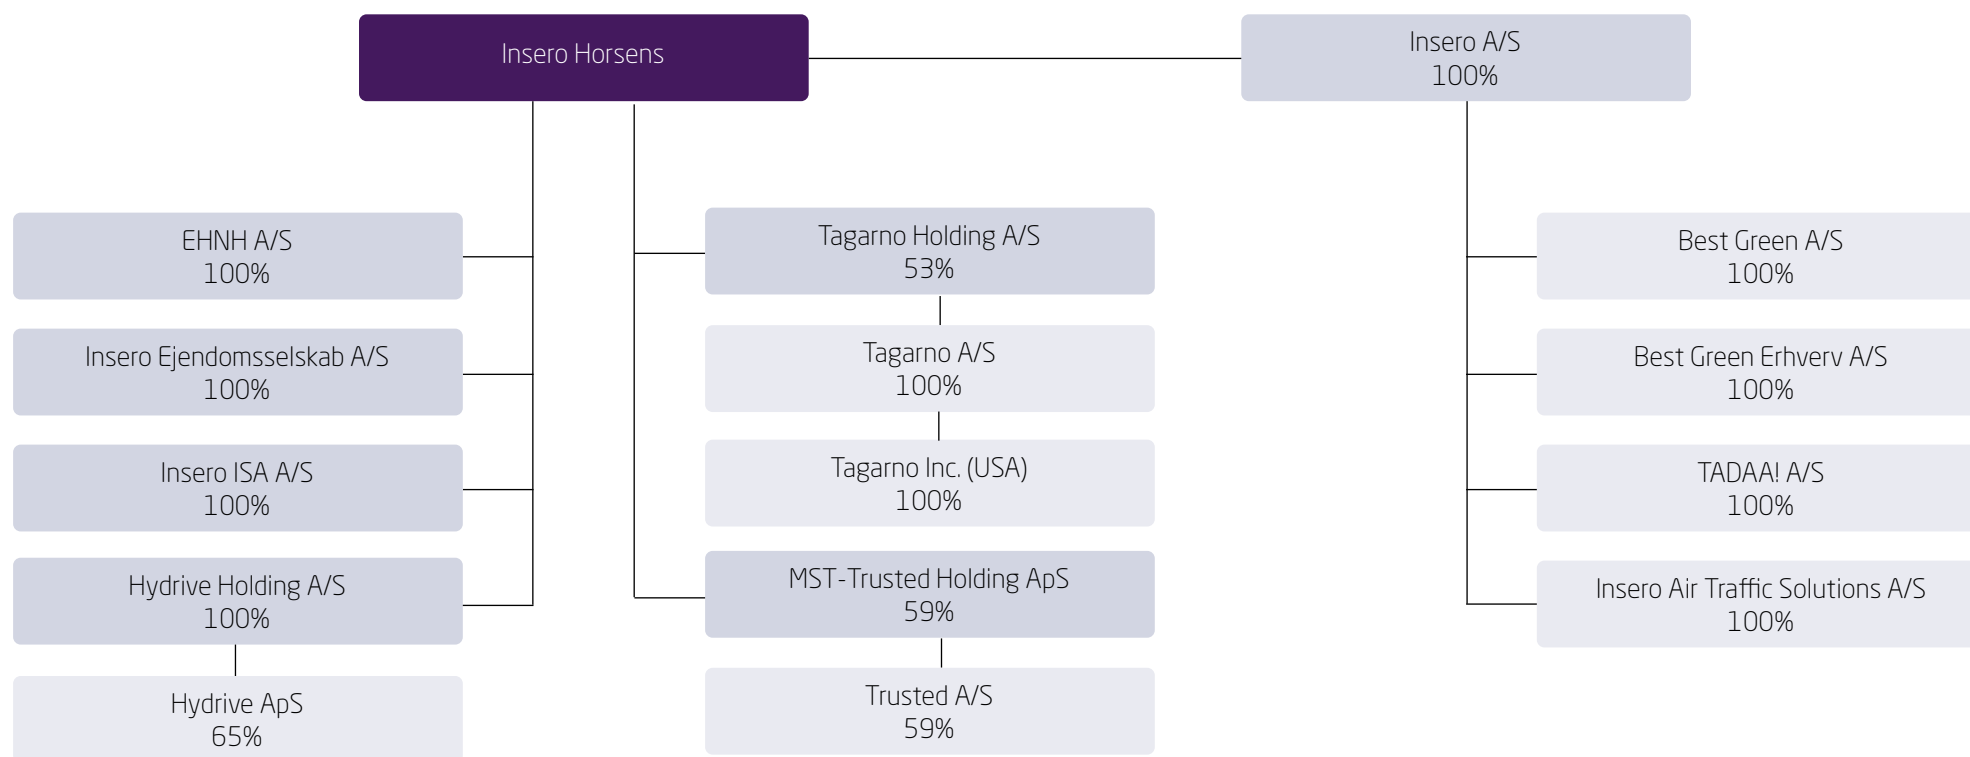 Insero Horsens
Insero A/S
100%
EHNH A/S
100%
Insero Ejendomsselskab A/S
100%
Insero ISA A/S
100%
Hydrive Holding A/S
100%
Hydrive ApS
65%
Tagarno Holding A/S
53%
Tagarno A/S
100%
Tagarno Inc. (USA)
100%
MST-Trusted Holding ApS
59%
Trusted A/S
59%
Best Green A/S
100%
Best Green Erhverv A/S
100%
TADAA! A/S
100%
Insero Air Traffic Solutions A/S
100%